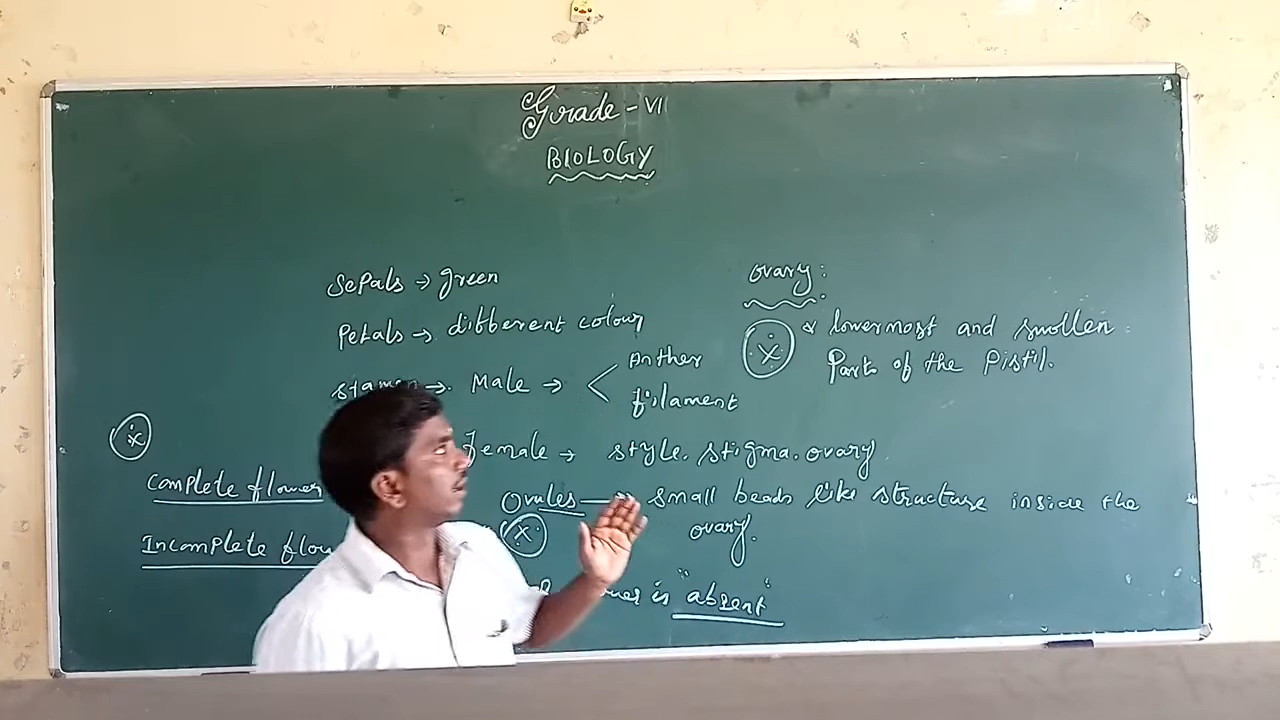 Grade - VI
BIOLOGY
Sepals → green
Petals → different colour
Stamen → Male → Anther
filament
Female → style. stigma. ovary.
Ovules → small beads like structure inside the
ovary.
is "absent"
Complete flower
Incomplete flow
ovary:
lowermost and swollen
Parts of the Pistil.